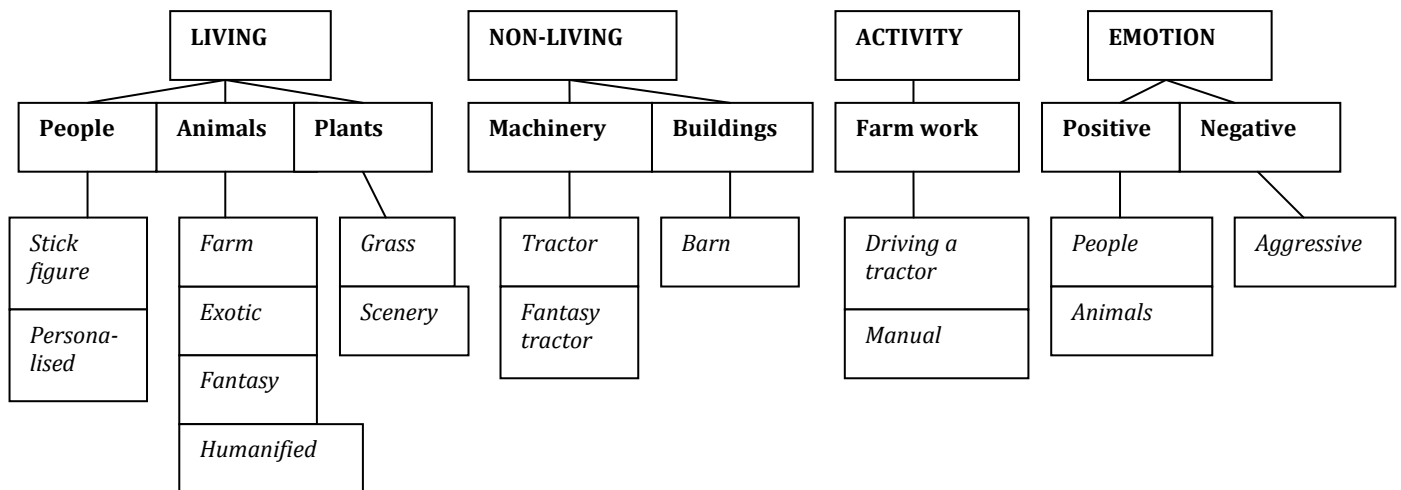 LIVING
NON-LIVING
ACTIVITY
EMOTION
People
Animals
Plants
Machinery
Buildings
Farm work
Positive
Negative
Stick
figure
Persona-
lised
Farm
Exotic
Fantasy
Humanified
Grass
Scenery
Tractor
Fantasy
tractor
Barn
Driving a
tractor
Manual
People
Animals
Aggressive